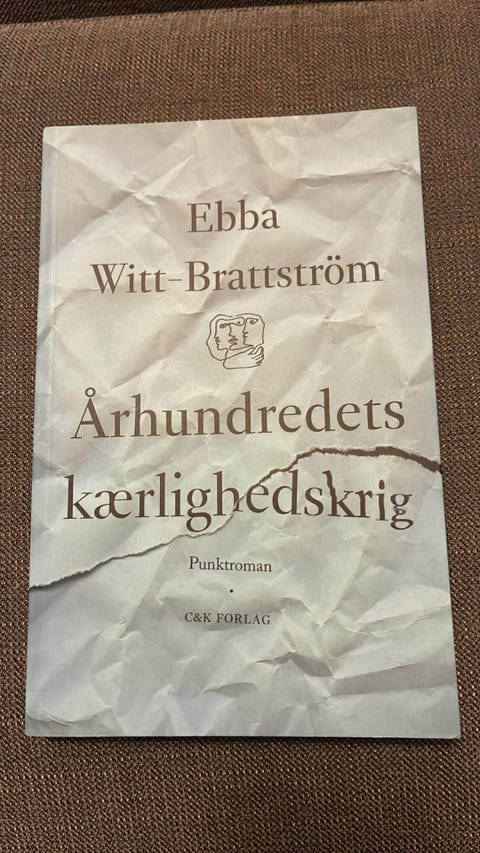 Ebba
Witt-Brattström
Århundredets
kærlighedskrig
Punktroman
•
C&K FORLAG